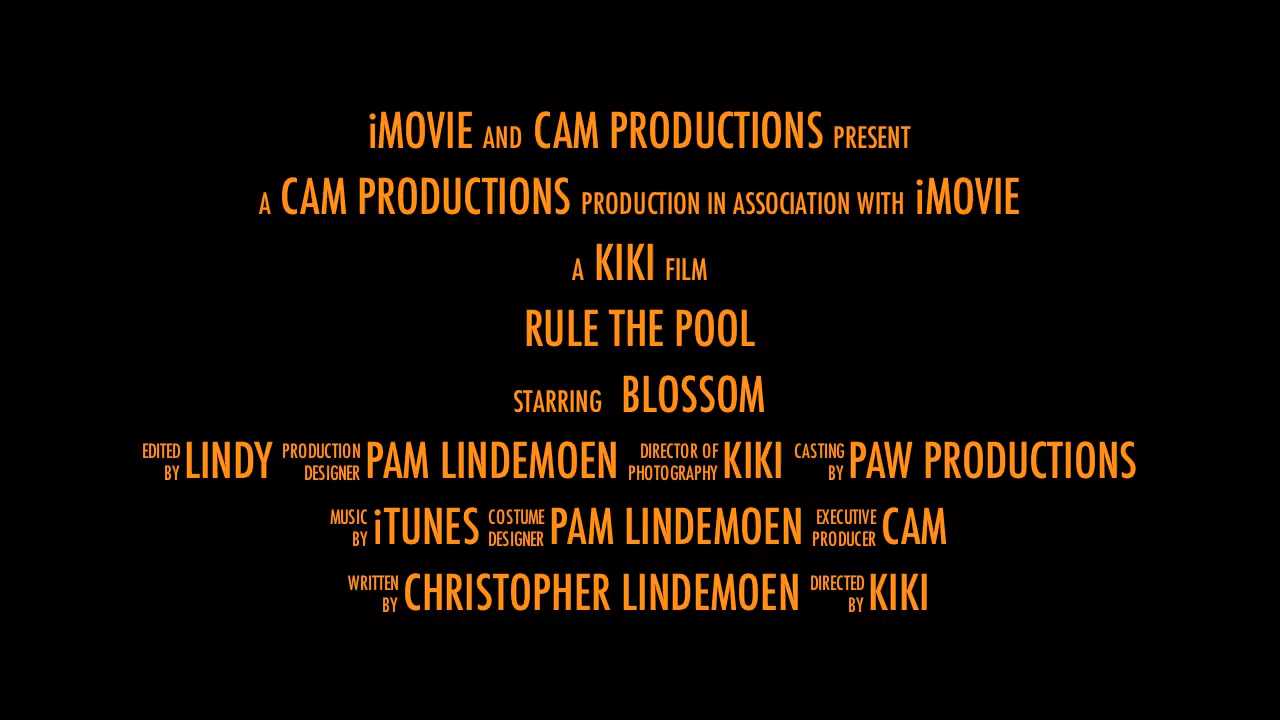 iMOVIE AND CAM PRODUCTIONS PRESENT
A CAM PRODUCTIONS PRODUCTION IN ASSOCIATION WITH iMOVIE
A KIKI FILM
RULE THE POOL
STARRING BLOSSOM
EDITED BY LINDY PRODUCTION DESIGNER PAM LINDEMOEN DIRECTOR OF PHOTOGRAPHY KIKI CASTING BY PAW PRODUCTIONS
MUSIC BY iTUNES COSTUME DESIGNER PAM LINDEMOEN EXECUTIVE PRODUCER CAM
WRITTEN BY CHRISTOPHER LINDEMOEN DIRECTED BY KIKI